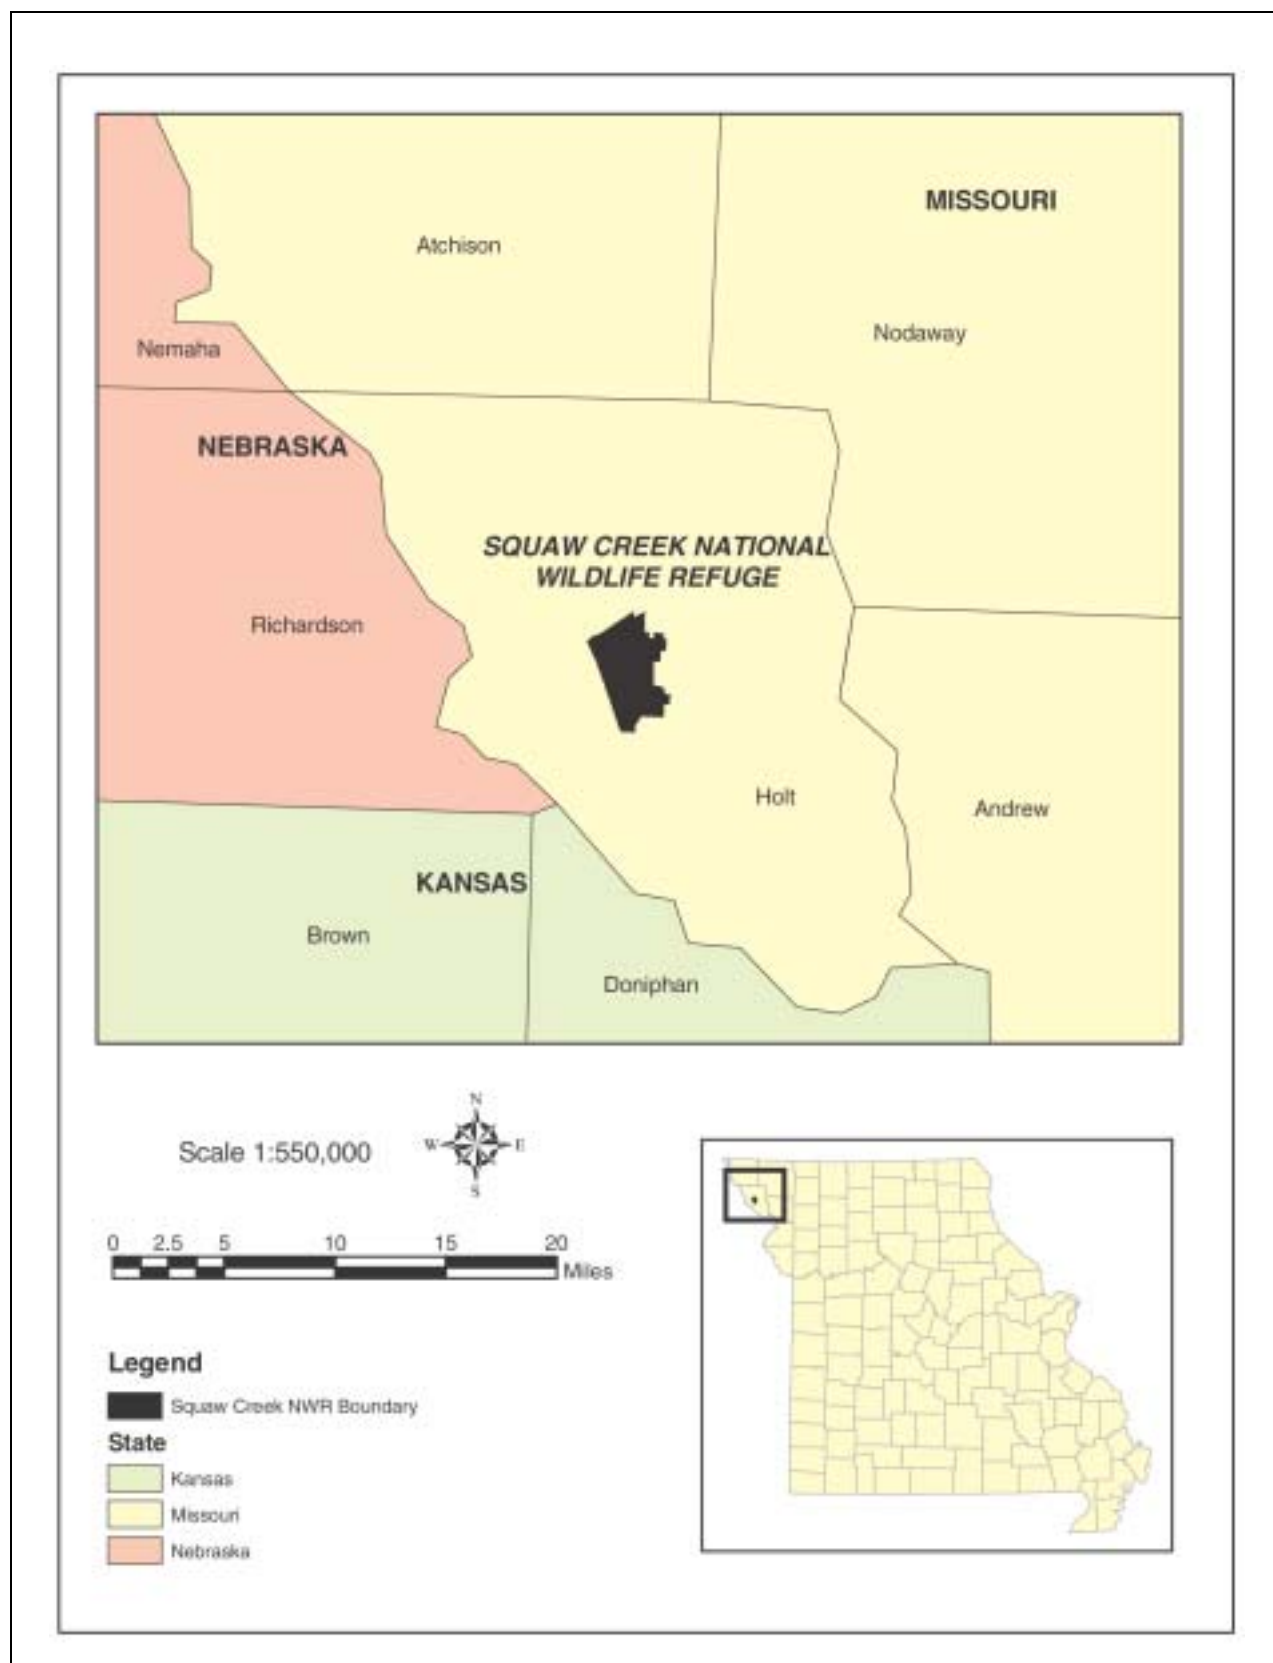 MISSOURI
Atchison
Nodaway
Nemaha
NEBRASKA
SQUAW CREEK NATIONAL
WILDLIFE REFUGE
Richardson
Holt
Andrew
KANSAS
Brown
Doniphan
Scale 1:550,000
N
W E
S
0 2.5 5 10 15 20
Miles
Legend
Squaw Creek NWR Boundary
State
Kansas
Missouri
Nebraska